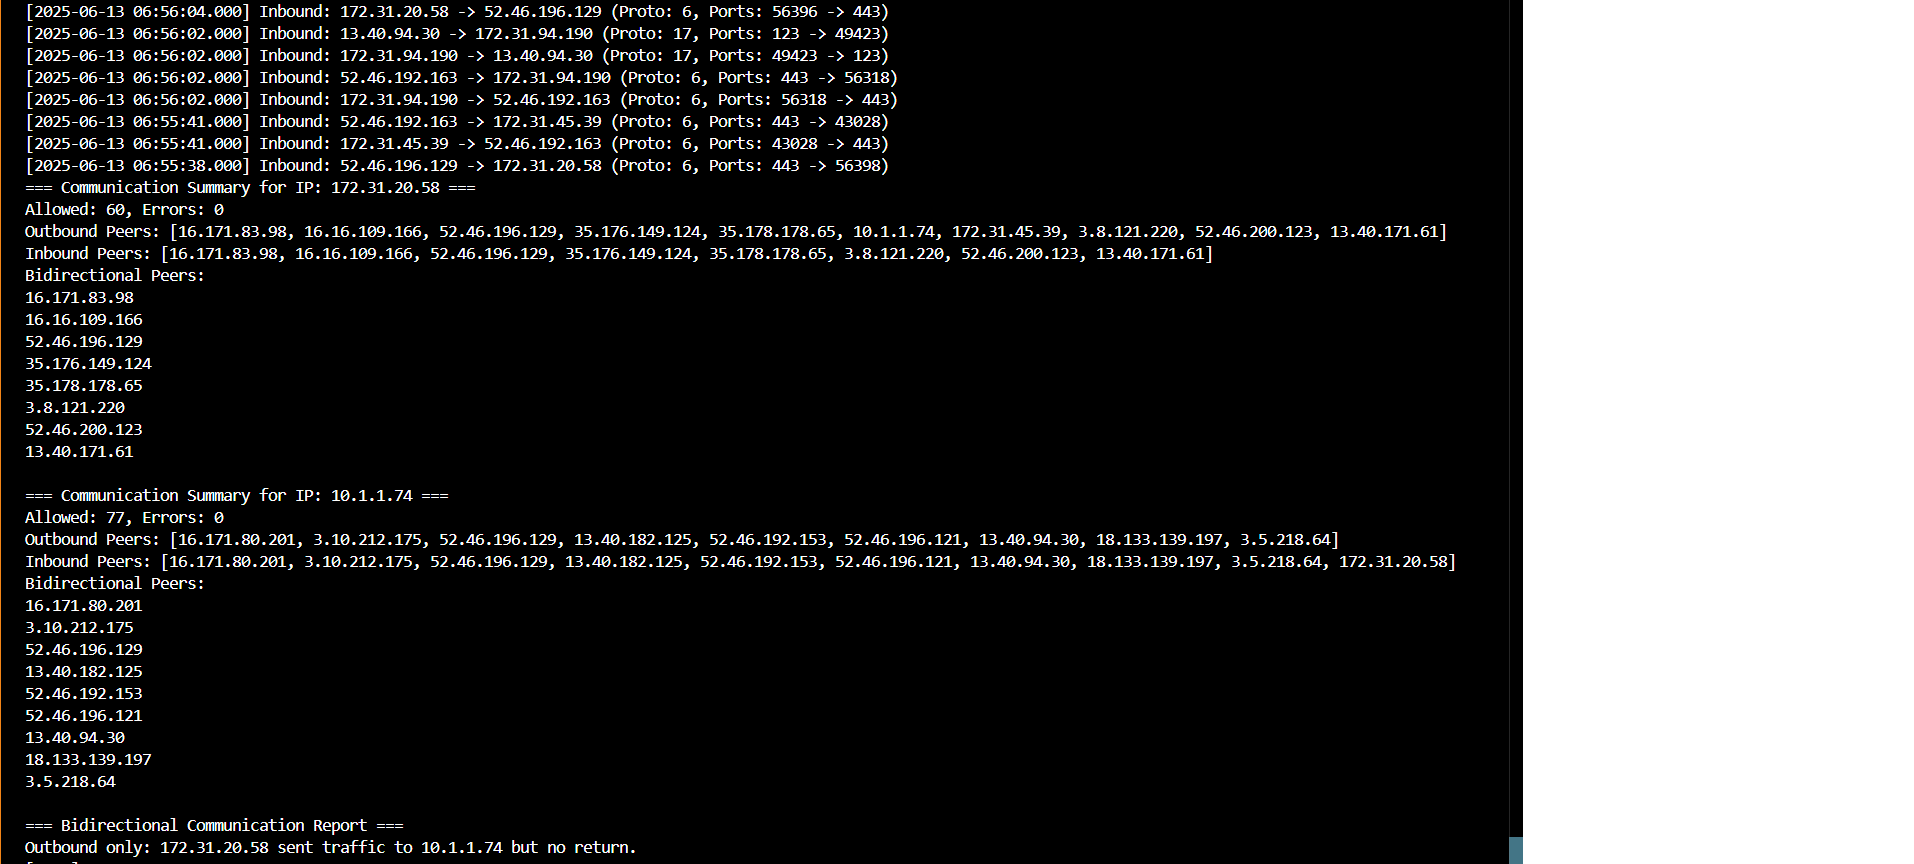 [2025-06-13 06:56:04.000] Inbound: 172.31.20.58 -> 52.46.196.129 (Proto: 6, Ports: 56396 -> 443)
[2025-06-13 06:56:02.000] Inbound: 13.40.94.30 -> 172.31.94.190 (Proto: 17, Ports: 123 -> 49423)
[2025-06-13 06:56:02.000] Inbound: 172.31.94.190 -> 13.40.94.30 (Proto: 17, Ports: 49423 -> 123)
[2025-06-13 06:56:02.000] Inbound: 52.46.192.163 -> 172.31.94.190 (Proto: 6, Ports: 443 -> 56318)
[2025-06-13 06:56:02.000] Inbound: 172.31.94.190 -> 52.46.192.163 (Proto: 6, Ports: 56318 -> 443)
[2025-06-13 06:55:41.000] Inbound: 52.46.192.163 -> 172.31.45.39 (Proto: 6, Ports: 443 -> 43028)
[2025-06-13 06:55:41.000] Inbound: 172.31.45.39 -> 52.46.192.163 (Proto: 6, Ports: 43028 -> 443)
[2025-06-13 06:55:38.000] Inbound: 52.46.196.129 -> 172.31.20.58 (Proto: 6, Ports: 443 -> 56398)
=== Communication Summary for IP: 172.31.20.58 ===
Allowed: 60, Errors: 0
Outbound Peers: [16.171.83.98, 16.16.109.166, 52.46.196.129, 35.176.149.124, 35.178.178.65, 10.1.1.74, 172.31.45.39, 3.8.121.220, 52.46.200.123, 13.40.171.61]
Inbound Peers: [16.171.83.98, 16.16.109.166, 52.46.196.129, 35.176.149.124, 35.178.178.65, 3.8.121.220, 52.46.200.123, 13.40.171.61]
Bidirectional Peers:
16.171.83.98
16.16.109.166
52.46.196.129
35.176.149.124
35.178.178.65
3.8.121.220
52.46.200.123
13.40.171.61
=== Communication Summary for IP: 10.1.1.74 ===
Allowed: 77, Errors: 0
Outbound Peers: [16.171.80.201, 3.10.212.175, 52.46.196.129, 13.40.182.125, 52.46.192.153, 52.46.196.121, 13.40.94.30, 18.133.139.197, 3.5.218.64]
Inbound Peers: [16.171.80.201, 3.10.212.175, 52.46.196.129, 13.40.182.125, 52.46.192.153, 52.46.196.121, 13.40.94.30, 18.133.139.197, 3.5.218.64, 172.31.20.58]
Bidirectional Peers:
16.171.80.201
3.10.212.175
52.46.196.129
13.40.182.125
52.46.192.153
52.46.196.121
13.40.94.30
18.133.139.197
3.5.218.64
=== Bidirectional Communication Report ===
Outbound only: 172.31.20.58 sent traffic to 10.1.1.74 but no return.